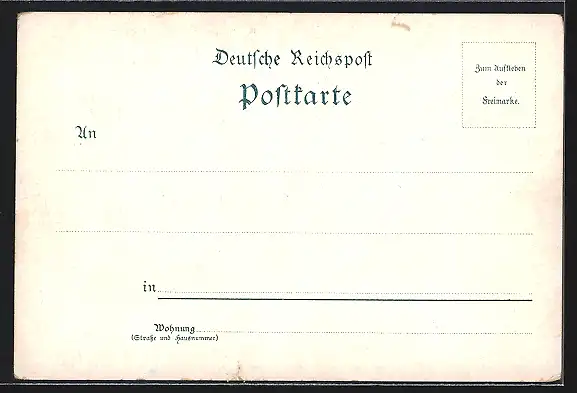 Deutsche Reichspost
Postkarte
Zum Aufkleben
der
Freimarke.
An
in
Wohnung
(Straße und Hausnummer)